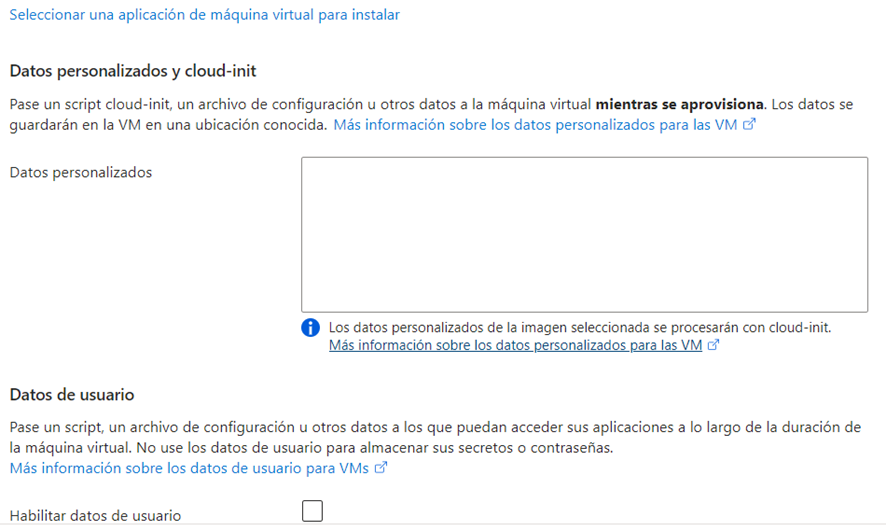 Seleccionar una aplicación de máquina virtual para instalar
Datos personalizados y cloud-init
Pase un script cloud-init, un archivo de configuración u otros datos a la máquina virtual mientras se aprovisiona. Los datos se
guardarán en la VM en una ubicación conocida. Más información sobre los datos personalizados para las VM
Datos personalizados
Los datos personalizados de la imagen seleccionada se procesarán con cloud-init.
Más información sobre los datos personalizados para las VM
Datos de usuario
Pase un script, un archivo de configuración u otros datos a los que puedan acceder sus aplicaciones a lo largo de la duración de
la máquina virtual. No use los datos de usuario para almacenar sus secretos o contraseñas.
Más información sobre los datos de usuario para VMs
Habilitar datos de usuario